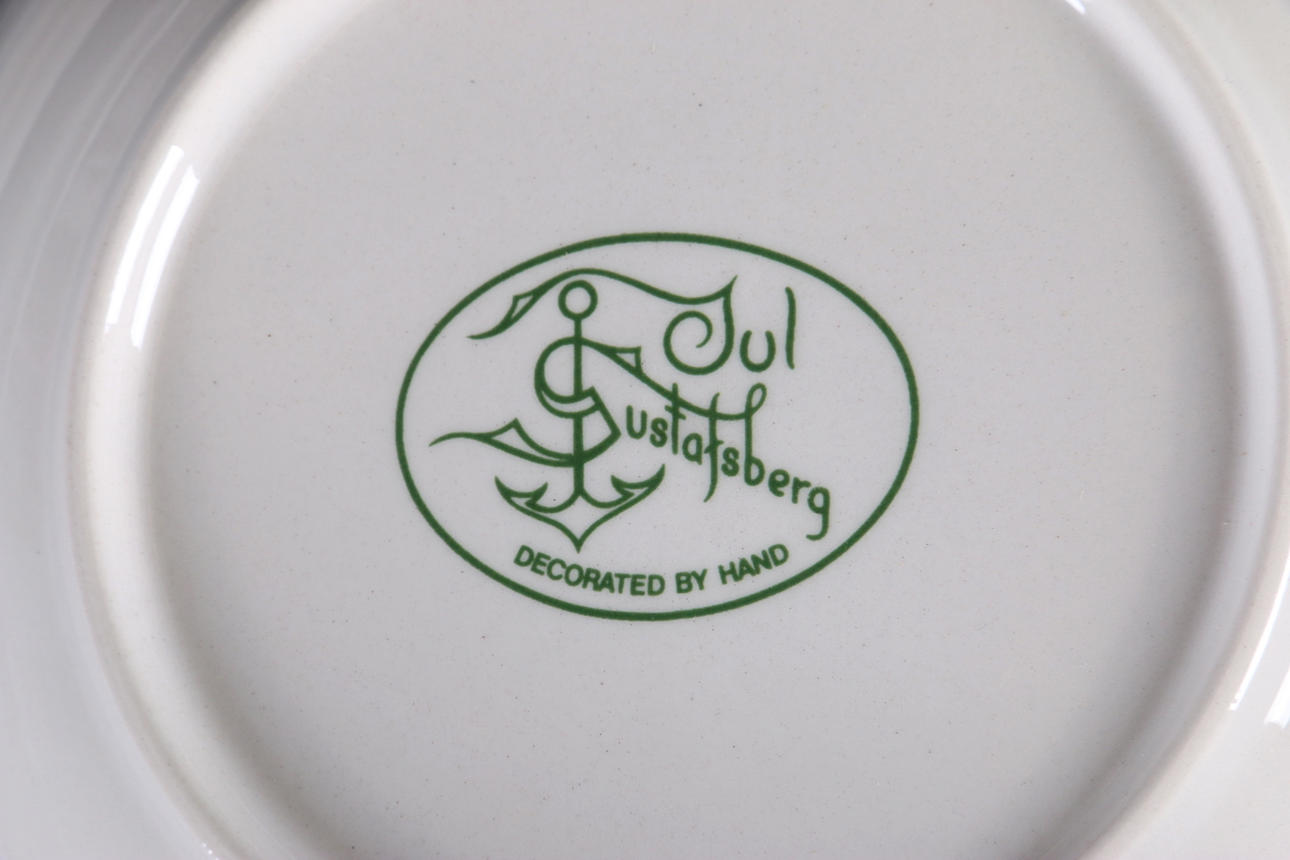 Jul
Gustafsberg
DECORATED BY HAND